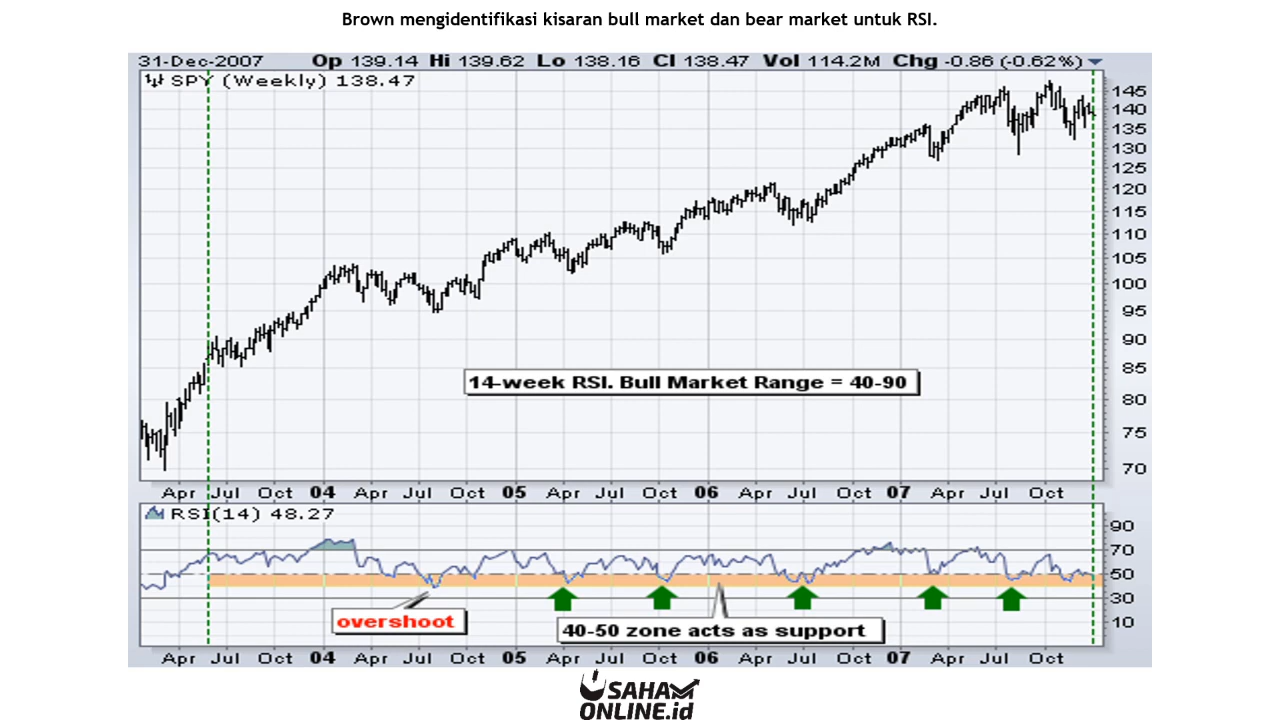 Brown mengidentifikasi kisaran bull market dan bear market untuk RSI.
31-Dec-2007 Op 139.14 Hi 139.62 Lo 138.16 Cl 138.47 Vol 114.2M Chg -0.86 (-0.62%)
SPY (Weekly) 138.47
145
140
135
130
125
120
115
110
105
100
95
90
85
80
75
70
14-week RSI. Bull Market Range = 40-90
Apr Jul Oct 04 Apr Jul Oct 05 Apr Jul Oct 06 Apr Jul Oct 07 Apr Jul Oct
RSI(14) 48.27
90
70
50
30
10
overshoot
40-50 zone acts as support
Apr Jul Oct 04 Apr Jul Oct 05 Apr Jul Oct 06 Apr Jul Oct 07 Apr Jul Oct
SAHAM
ONLINE.id